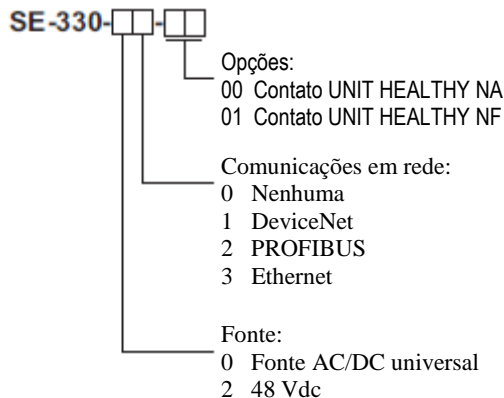 SE-330-□□-□□
Opções:
00 Contato UNIT HEALTHY NA
01 Contato UNIT HEALTHY NF
Comunicações em rede:
0 Nenhuma
1 DeviceNet
2 PROFIBUS
3 Ethernet
Fonte:
0 Fonte AC/DC universal
2 48 Vdc